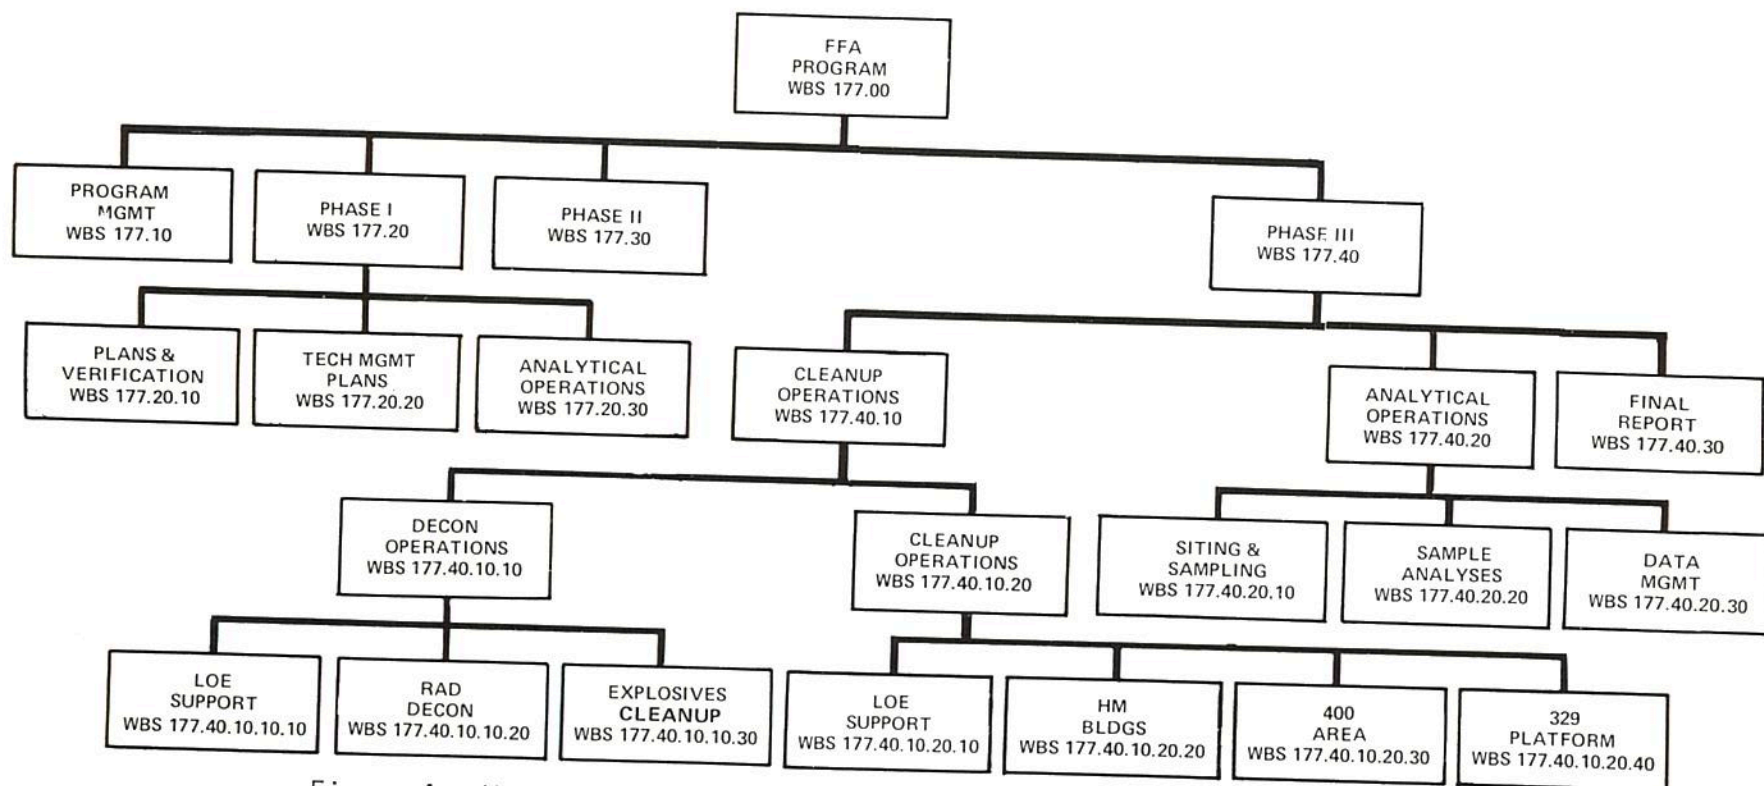 FFA
PROGRAM
WBS 177.00
PROGRAM
MGMT
WBS 177.10
PHASE I
WBS 177.20
PHASE II
WBS 177.30
PHASE III
WBS 177.40
PLANS &
VERIFICATION
WBS 177.20.10
TECH MGMT
PLANS
WBS 177.20.20
ANALYTICAL
OPERATIONS
WBS 177.20.30
CLEANUP
OPERATIONS
WBS 177.40.10
ANALYTICAL
OPERATIONS
WBS 177.40.20
FINAL
REPORT
WBS 177.40.30
DECON
OPERATIONS
WBS 177.40.10.10
CLEANUP
OPERATIONS
WBS 177.40.10.20
SITING &
SAMPLING
WBS 177.40.20.10
SAMPLE
ANALYSES
WBS 177.40.20.20
DATA
MGMT
WBS 177.40.20.30
LOE
SUPPORT
WBS 177.40.10.10.10
RAD
DECON
WBS 177.40.10.10.20
EXPLOSIVES
CLEANUP
WBS 177.40.10.10.30
LOE
SUPPORT
WBS 177.40.10.20.10
HM
BLDGS
WBS 177.40.10.20.20
400
AREA
WBS 177.40.10.20.30
329
PLATFORM
WBS 177.40.10.20.40